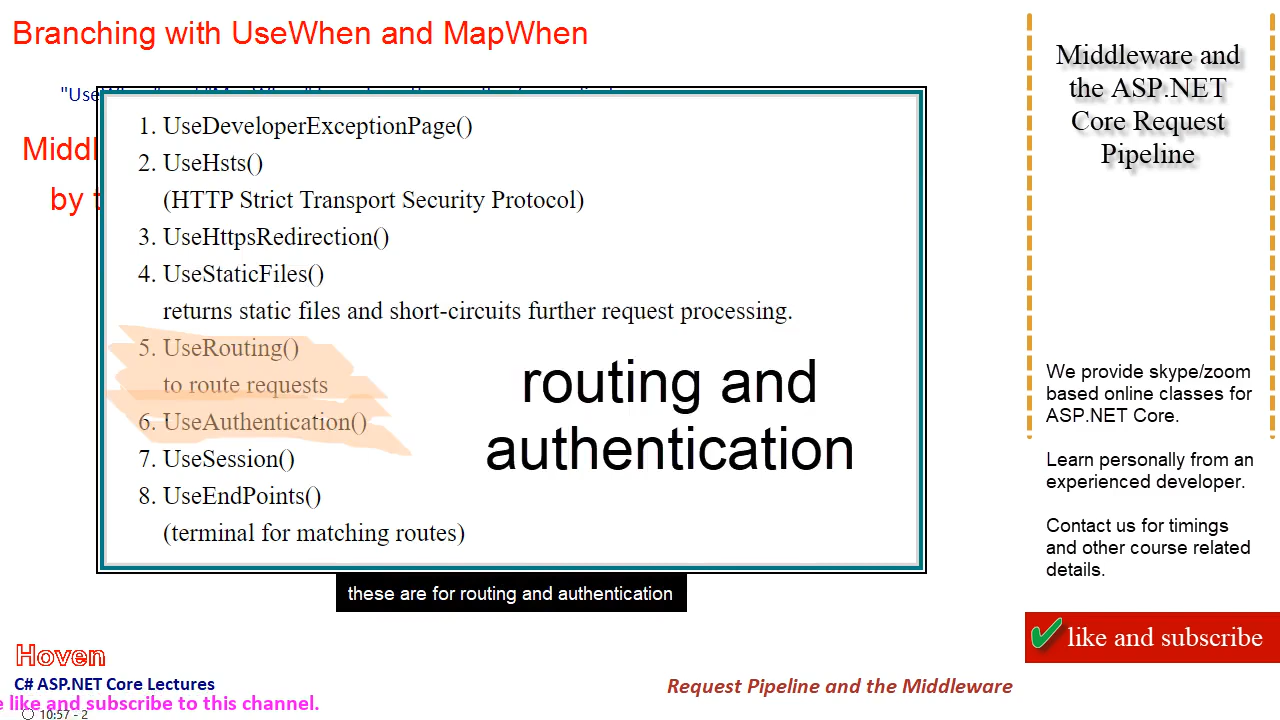 Branching with UseWhen and MapWhen
Middl
by t
1. UseDeveloperExceptionPage()
2. UseHsts()
(HTTP Strict Transport Security Protocol)
3. UseHttpsRedirection()
4. UseStaticFiles()
returns static files and short-circuits further request processing.
5. UseRouting()
to route requests
6. UseAuthentication()
7. UseSession()
8. UseEndPoints()
(terminal for matching routes)
routing and
authentication
these are for routing and authentication
Middleware and
the ASP.NET
Core Request
Pipeline
We provide skype/zoom
based online classes for
ASP.NET Core.
Learn personally from an
experienced developer.
Contact us for timings
and other course related
details.
like and subscribe
Hoven
C# ASP.NET Core Lectures
e like and subscribe to this channel.
10:57 - 2
Request Pipeline and the Middleware